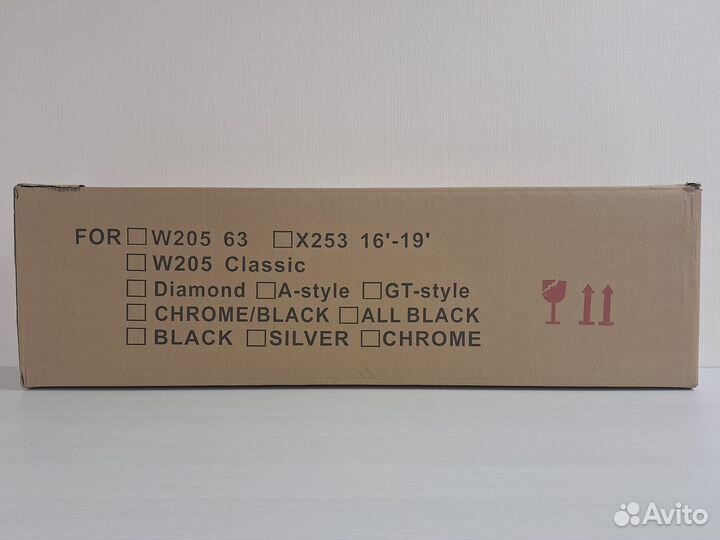 FOR☐W205 63 ☐X253 16'-19'
☐W205 Classic
☐Diamond ☐A-style ☐GT-style
☐CHROME/BLACK ☐ALL BLACK
☐BLACK ☐SILVER ☐CHROME
Avito